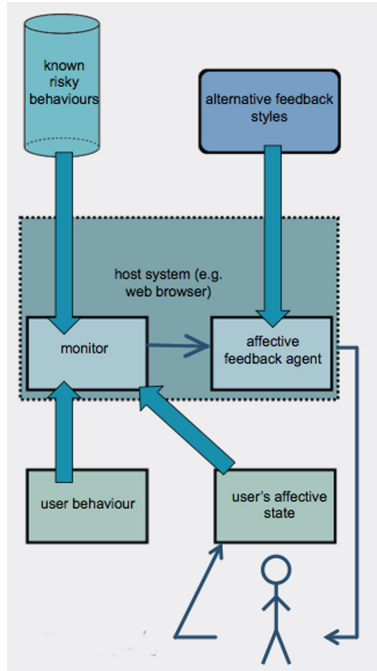 known
risky
behaviours
alternative feedback
styles
host system (e.g.
web browser)
monitor
affective
feedback agent
user behaviour
user's affective
state